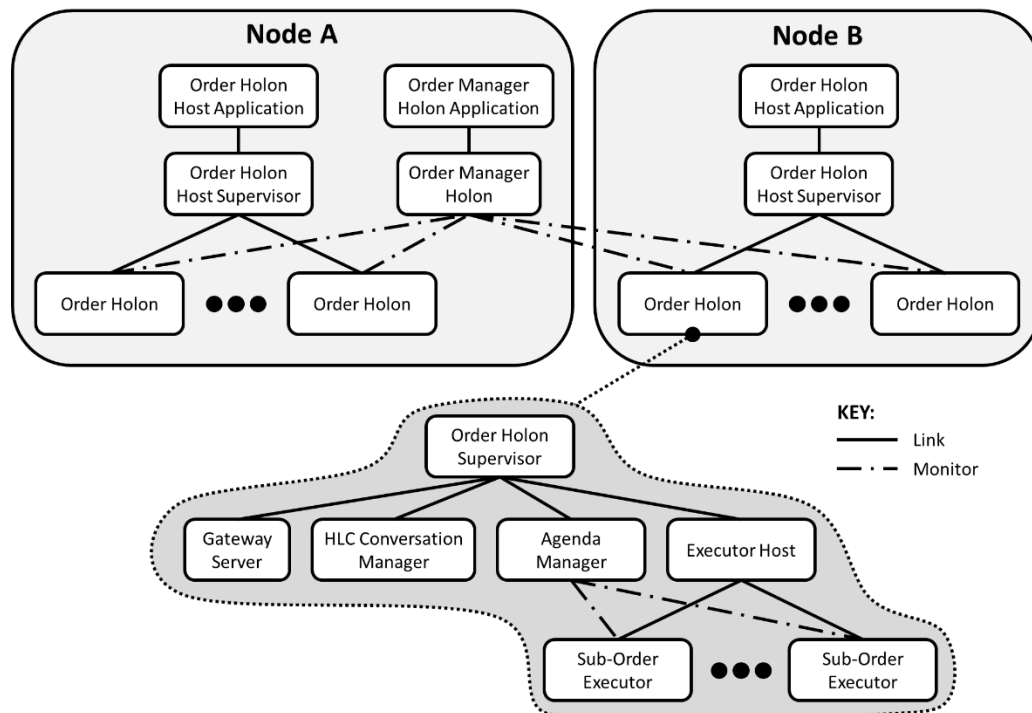 Node A
Order Holon
Host Application
Order Manager
Holon Application
Order Holon
Host Supervisor
Order Manager
Holon
Order Holon
Order Holon
Node B
Order Holon
Host Application
Order Holon
Host Supervisor
Order Holon
Order Holon
Order Holon
Supervisor
Gateway
Server
HLC Conversation
Manager
Agenda
Manager
Executor Host
Sub-Order
Executor
Sub-Order
Executor
KEY:
Link
Monitor